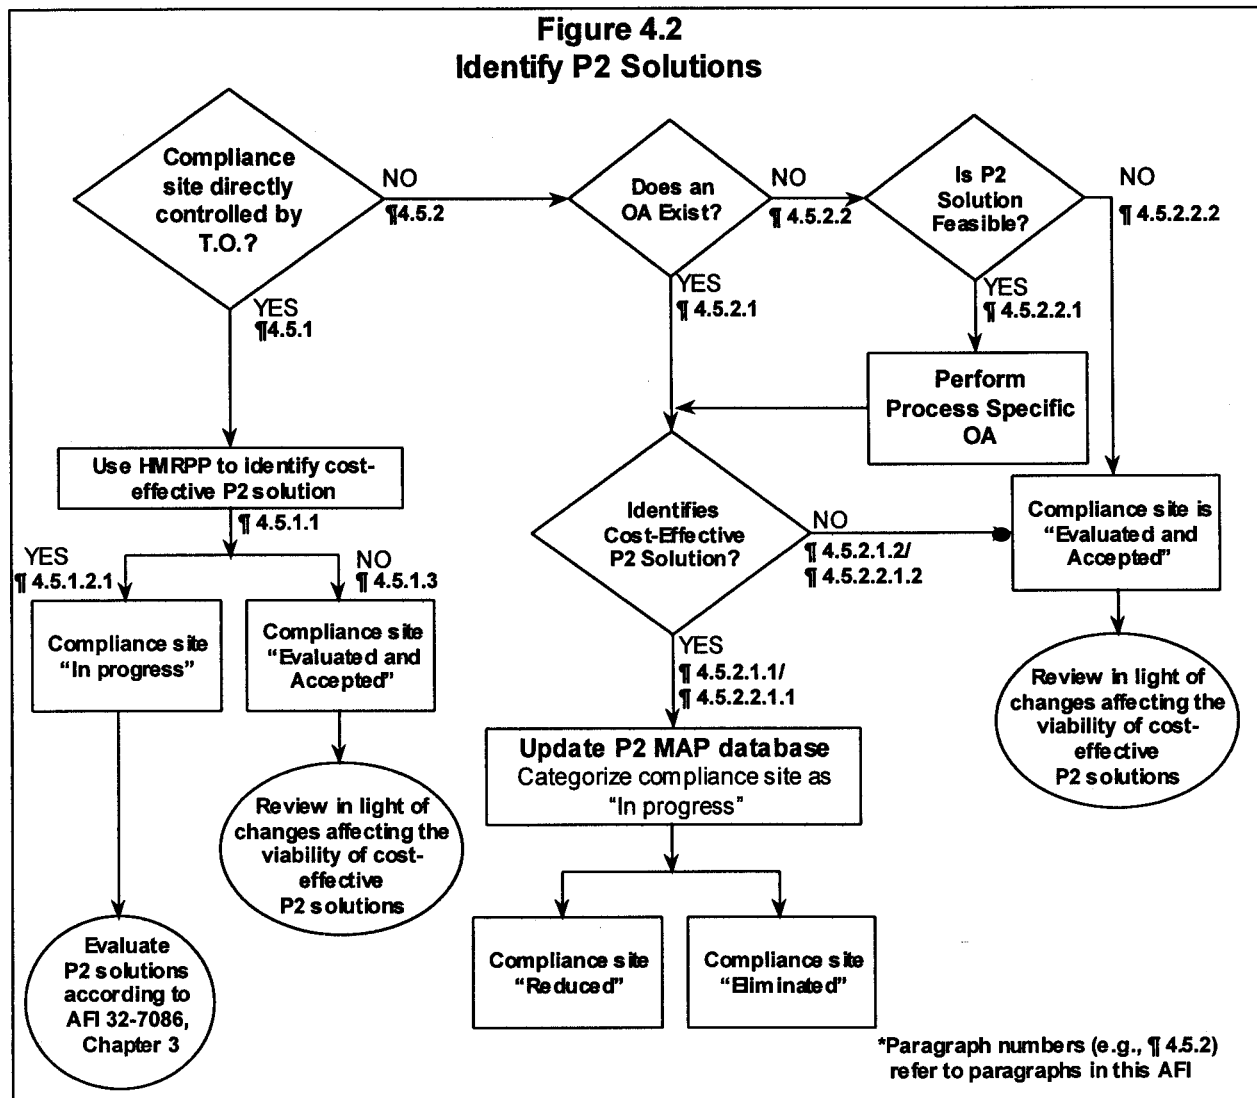 Figure 4.2
Identify P2 Solutions
Compliance
site directly
controlled by
T.O.?
NO
¶4.5.2
YES
¶4.5.1
Does an
OA Exist?
NO
¶ 4.5.2.2
YES
¶ 4.5.2.1
Is P2
Solution
Feasible?
NO
¶ 4.5.2.2.2
YES
¶ 4.5.2.2.1
Perform
Process Specific
OA
Use HMRPP to identify cost-
effective P2 solution
¶ 4.5.1.1
YES
¶ 4.5.1.2.1
NO
¶ 4.5.1.3
Compliance site
“In progress”
Compliance site
“Evaluated and
Accepted”
Identifies
Cost-Effective
P2 Solution?
NO
¶ 4.5.2.1.2/
¶ 4.5.2.2.1.2
Compliance site is
“Evaluated and
Accepted”
YES
¶ 4.5.2.1.1/
¶ 4.5.2.2.1.1
Review in light of
changes affecting the
viability of cost-
effective
P2 solutions
Update P2 MAP database
Categorize compliance site as
“In progress”
Review in light of
changes affecting the
viability of cost-
effective
P2 solutions
Compliance site
“Reduced”
Compliance site
“Eliminated”
Evaluate
P2 solutions
according to
AFI 32-7086,
Chapter 3
*Paragraph numbers (e.g., ¶ 4.5.2)
refer to paragraphs in this AFI